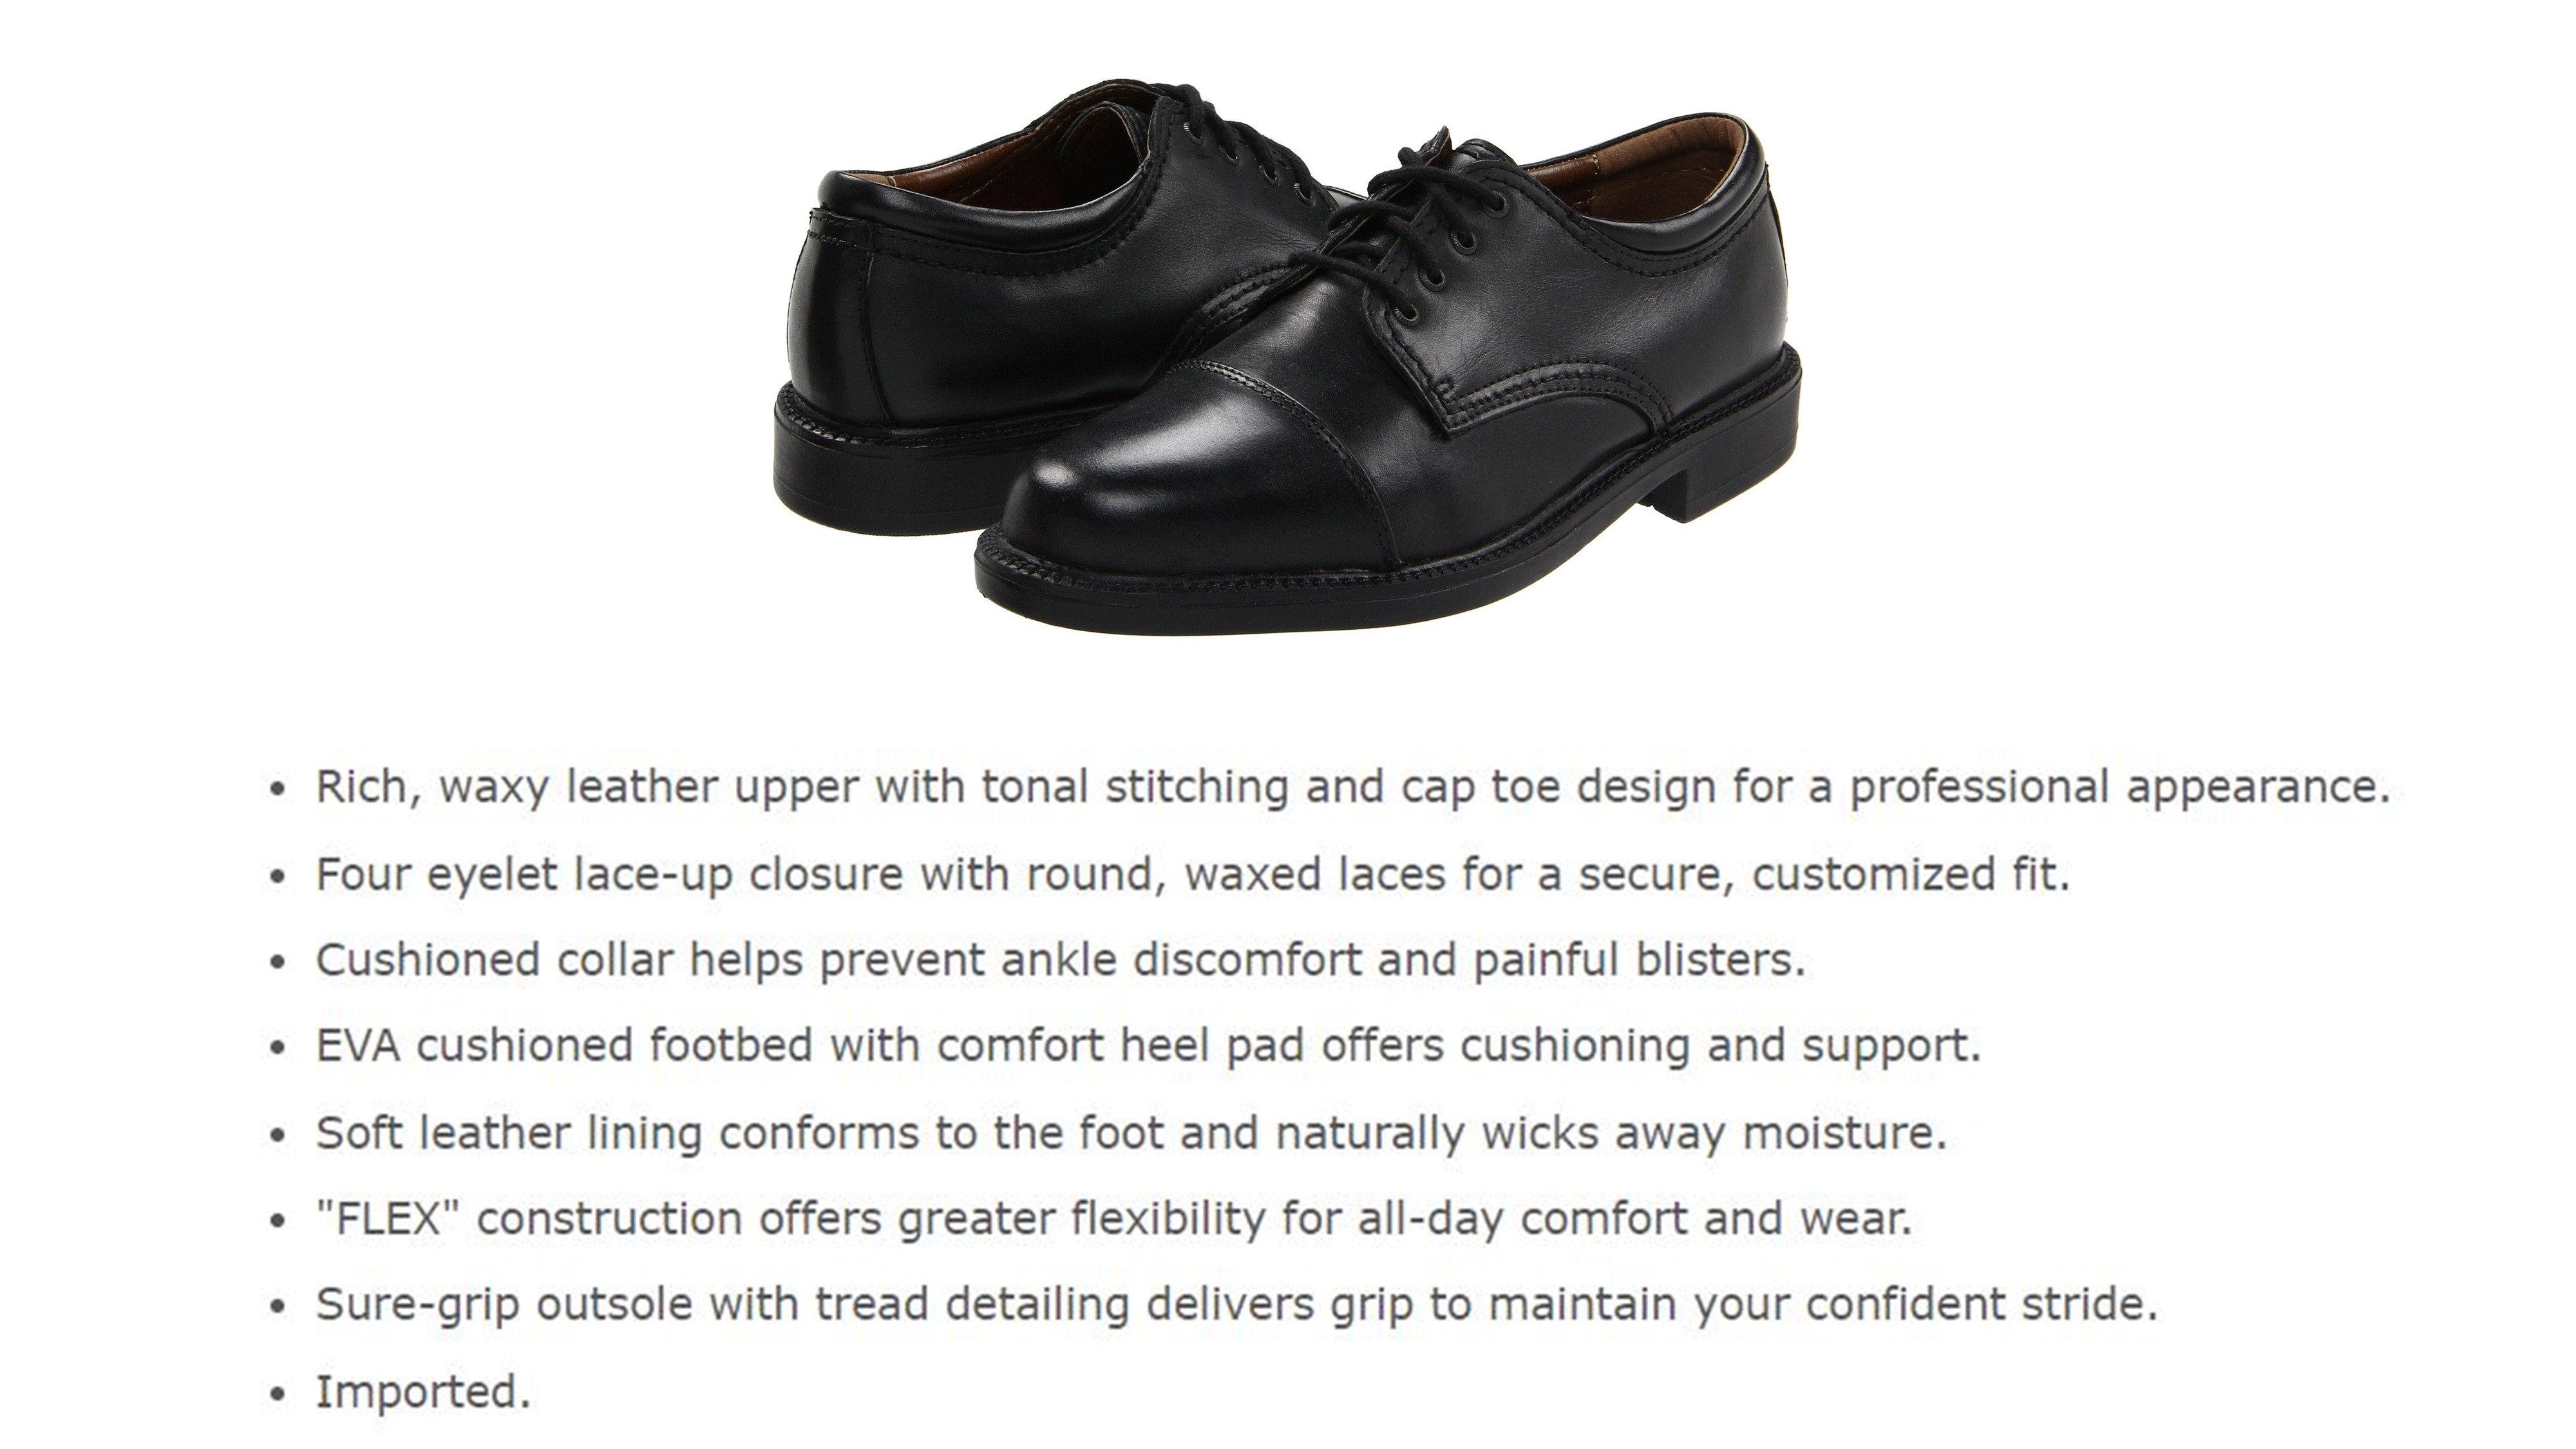 • Rich, waxy leather upper with tonal stitching and cap toe design for a professional appearance.
• Four eyelet lace-up closure with round, waxed laces for a secure, customized fit.
• Cushioned collar helps prevent ankle discomfort and painful blisters.
• EVA cushioned footbed with comfort heel pad offers cushioning and support.
• Soft leather lining conforms to the foot and naturally wicks away moisture.
• "FLEX" construction offers greater flexibility for all-day comfort and wear.
• Sure-grip outsole with tread detailing delivers grip to maintain your confident stride.
• Imported.